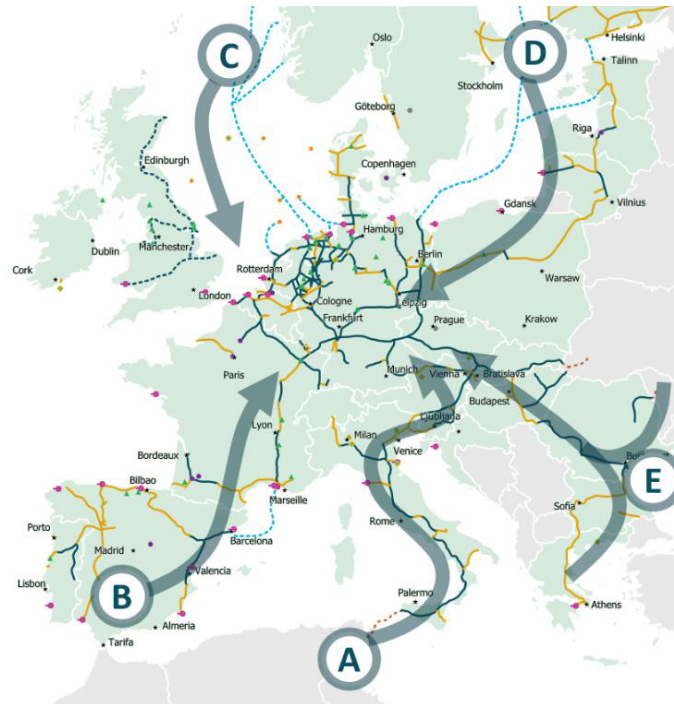 Oslo
Helsinki
C
D
Talinn
Stockholm
Göteborg
Riga
Edinburgh
Copenhagen
Vilnius
Gdansk
Hamburg
Dublin
Manchester
Berlin
Cork
Rotterdam
Warsaw
London
Leipzig
Cologne
Frankfurt
Prague
Krakow
Paris
Munich
Vienna
Bratislava
Budapest
Ljubljana
Lyon
Milan
Bordeaux
Venice
E
Bilbao
Marseille
Sofia
Porto
Rome
Madrid
Barcelona
Valencia
Lisbon
B
Palermo
Athens
Almeria
Tarifa
A